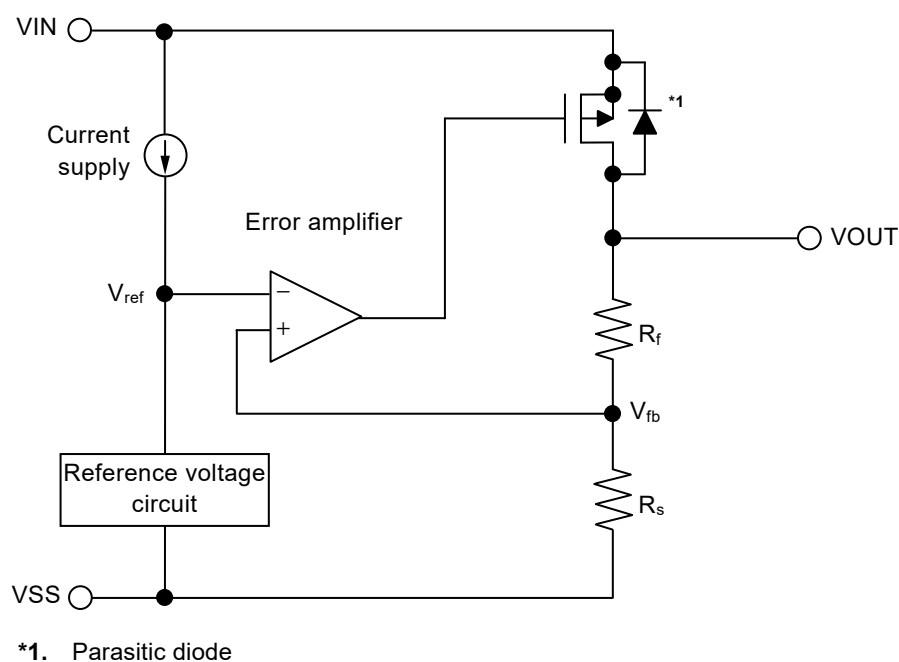 VIN
*1
Current
supply
Error amplifier
VOUT
Vref
−
+
Rf
Vfb
Reference voltage
circuit
Rs
VSS
*1. Parasitic diode